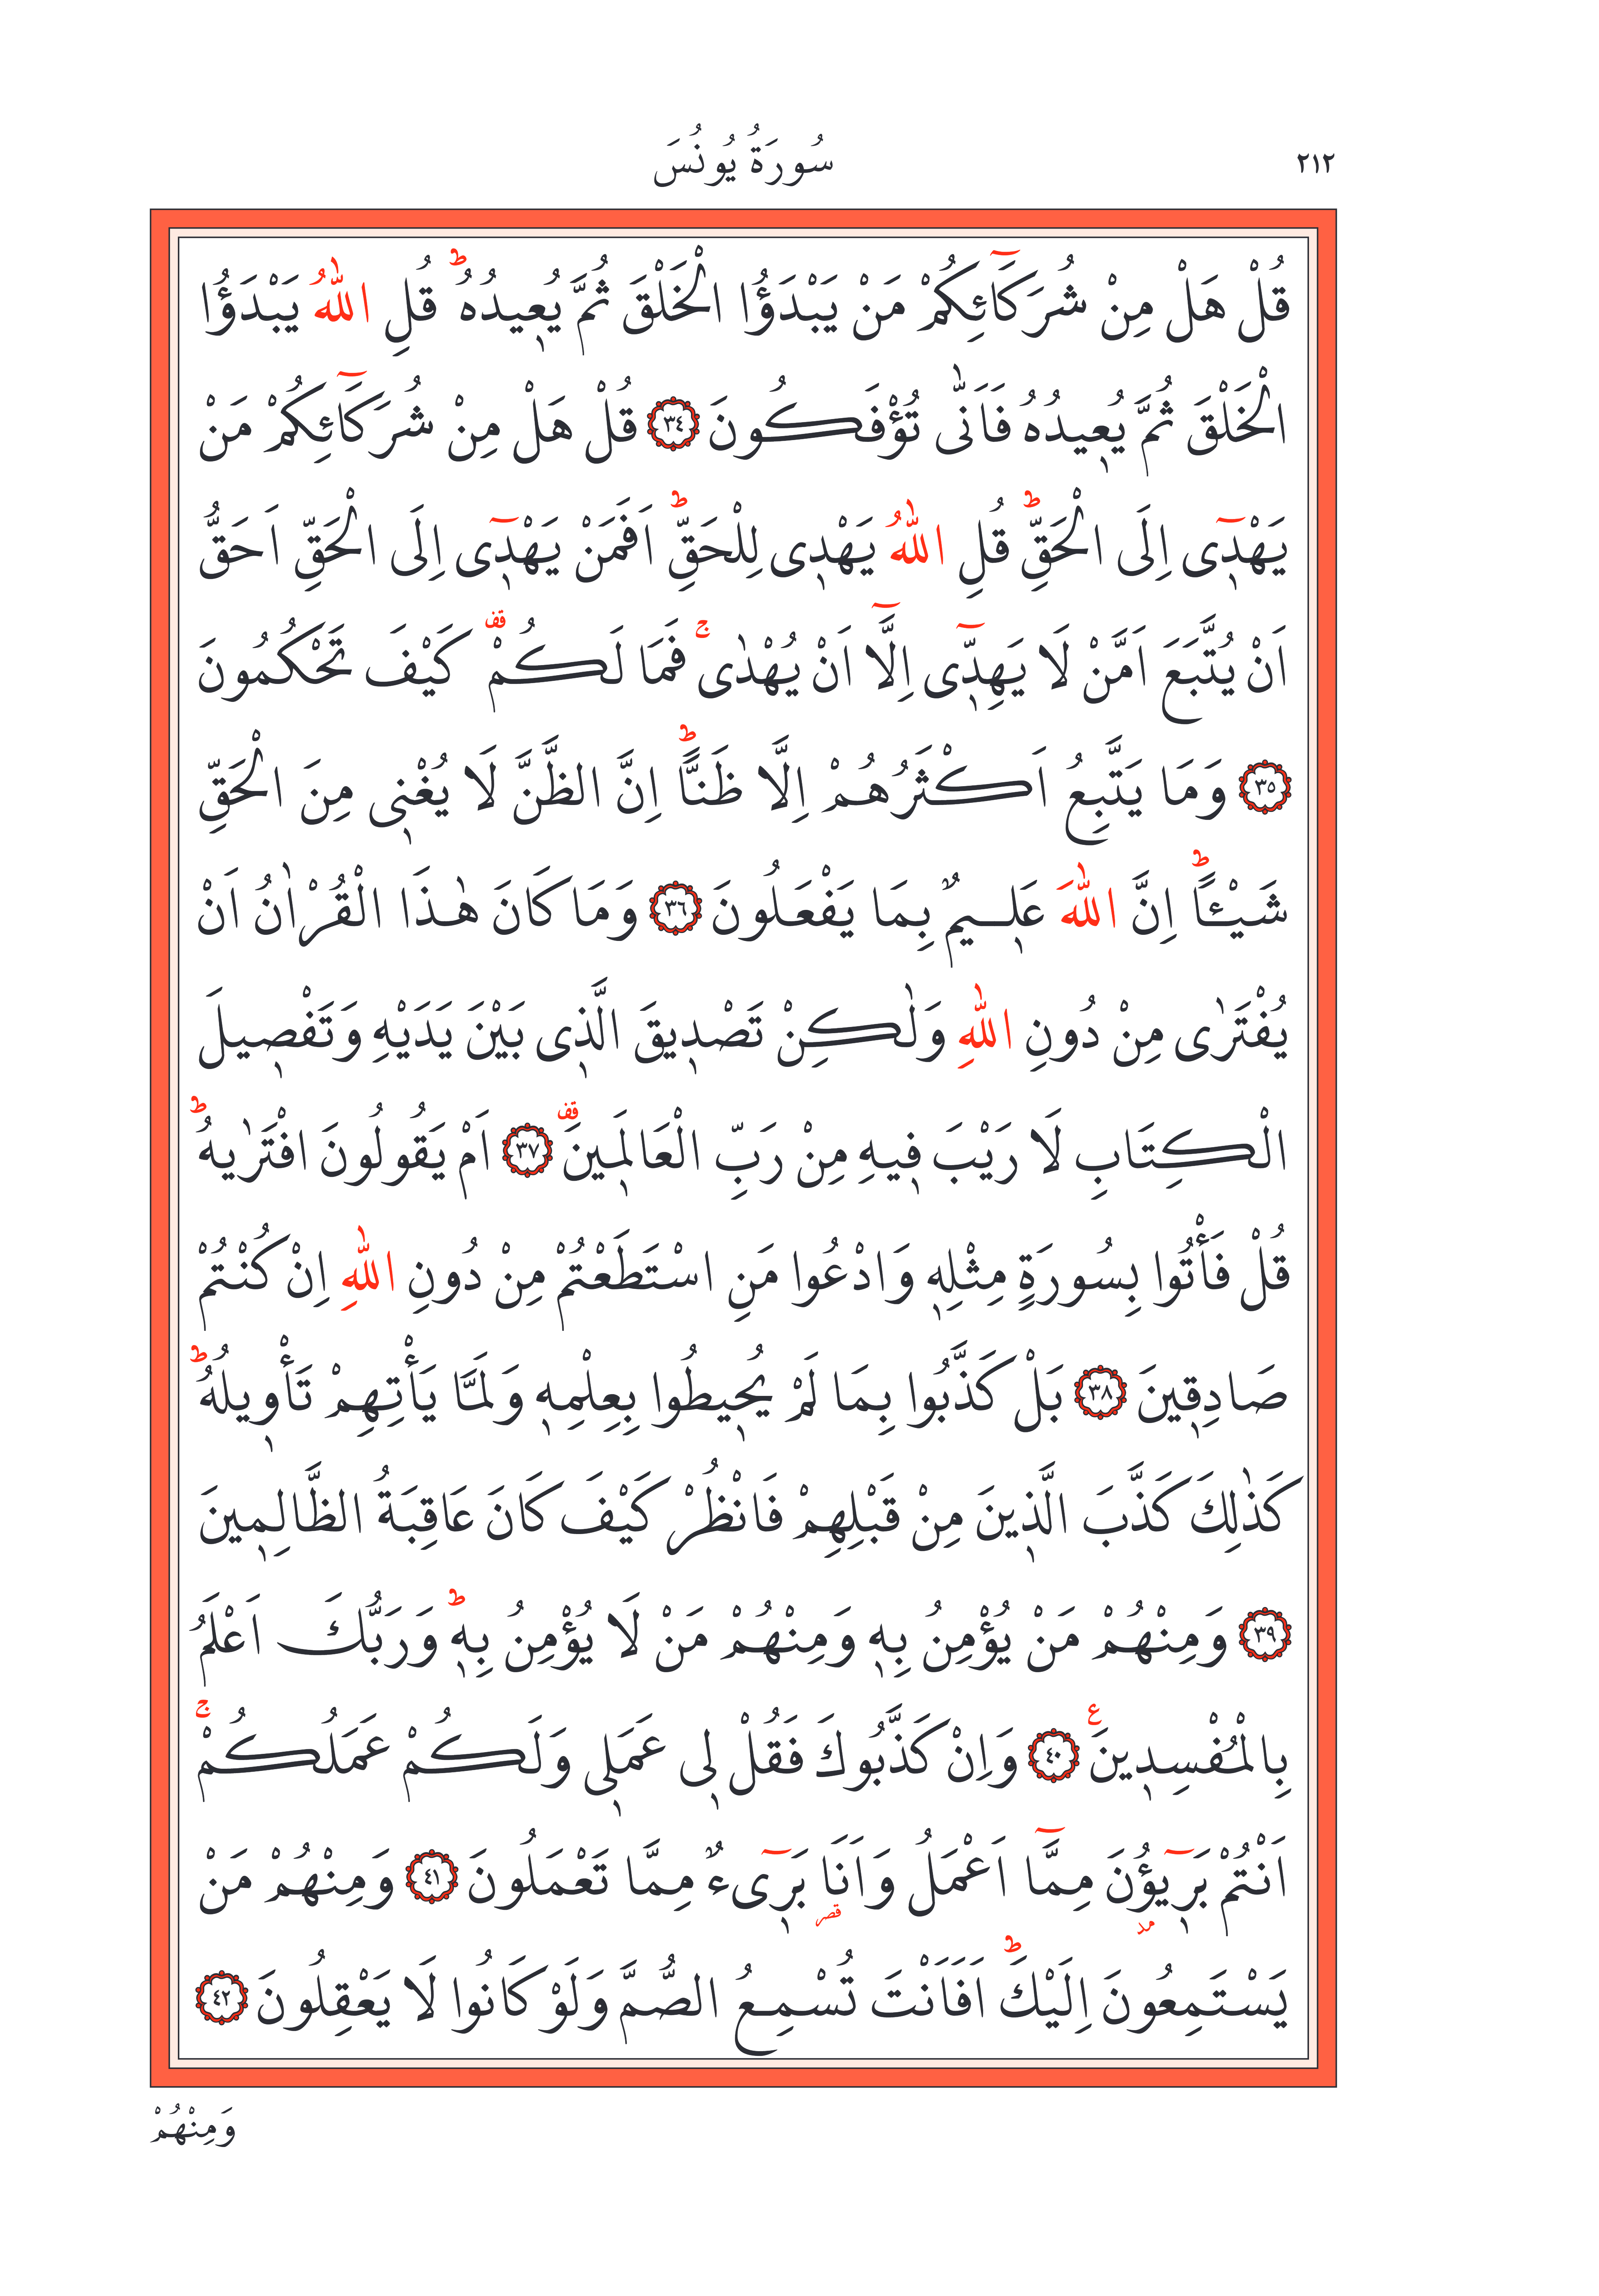 ٢١٢
سُورَةُ يُونُسَ
قُلْ هَلْ مِنْ شُرَكَٓائِكُمْ مَنْ يَبْدَؤُا الْخَلْقَ ثُمَّ يُع۪يدُهُۜ قُلِ اللّٰهُ يَبْدَؤُا
الْخَلْقَ ثُمَّ يُع۪يدُهُ فَاَنّٰى تُؤْفَكُونَ ﴿٣٤﴾ قُلْ هَلْ مِنْ شُرَكَٓائِكُمْ مَنْ
يَهْد۪ٓى اِلَى الْحَقِّۜ قُلِ اللّٰهُ يَهْد۪ى لِلْحَقِّۜ اَفَمَنْ يَهْد۪ٓى اِلَى الْحَقِّ اَحَقُّ
اَنْ يُتَّبَعَ اَمَّنْ لَا يَهِدّ۪ٓى اِلَّٓا اَنْ يُهْدٰىۚ فَمَا لَكُمْ۠ كَيْفَ تَحْكُمُونَ
﴿٣٥﴾ وَمَا يَتَّبِعُ اَكْثَرُهُمْ اِلَّا ظَنًّاۜ اِنَّ الظَّنَّ لَا يُغْن۪ى مِنَ الْحَقِّ
شَيْـًٔاۜ اِنَّ اللّٰهَ عَل۪يمٌ بِمَا يَفْعَلُونَ ﴿٣٦﴾ وَمَا كَانَ هٰذَا الْقُرْاٰنُ اَنْ
يُفْتَرٰى مِنْ دُونِ اللّٰهِ وَلٰكِنْ تَصْد۪يقَ الَّذ۪ى بَيْنَ يَدَيْهِ وَتَفْص۪يلَ
الْكِتَابِ لَا رَيْبَ ف۪يهِ مِنْ رَبِّ الْعَالَم۪ينَ۠ ﴿٣٧﴾ اَمْ يَقُولُونَ افْتَرٰيهُۜ
قُلْ فَأْتُوا بِسُورَةٍ مِثْلِه۪ وَادْعُوا مَنِ اسْتَطَعْتُمْ مِنْ دُونِ اللّٰهِ اِنْ كُنْتُمْ
صَادِق۪ينَ ﴿٣٨﴾ بَلْ كَذَّبُوا بِمَا لَمْ يُح۪يطُوا بِعِلْمِه۪ وَلَمَّا يَأْتِهِمْ تَأْو۪يلُهُۜ
كَذٰلِكَ كَذَّبَ الَّذ۪ينَ مِنْ قَبْلِهِمْ فَانْظُرْ كَيْفَ كَانَ عَاقِبَةُ الظَّالِم۪ينَ
﴿٣٩﴾ وَمِنْهُمْ مَنْ يُؤْمِنُ بِه۪ وَمِنْهُمْ مَنْ لَا يُؤْمِنُ بِه۪ۜ وَرَبُّكَ اَعْلَمُ
بِالْمُفْسِد۪ينَ۟ ﴿٤٠﴾ وَاِنْ كَذَّبُوكَ فَقُلْ ل۪ى عَمَل۪ى وَلَكُمْ عَمَلُكُمْۚ
اَنْتُمْ بَر۪ٓيؤُ۫نَ مِمَّٓا اَعْمَلُ وَاَنَا۬ بَر۪ٓىءٌ مِمَّا تَعْمَلُونَ ﴿٤١﴾ وَمِنْهُمْ مَنْ
يَسْتَمِعُونَ اِلَيْكَۜ اَفَاَنْتَ تُسْمِعُ الصُّمَّ وَلَوْ كَانُوا لَا يَعْقِلُونَ ﴿٤٢﴾
وَمِنْهُمْ